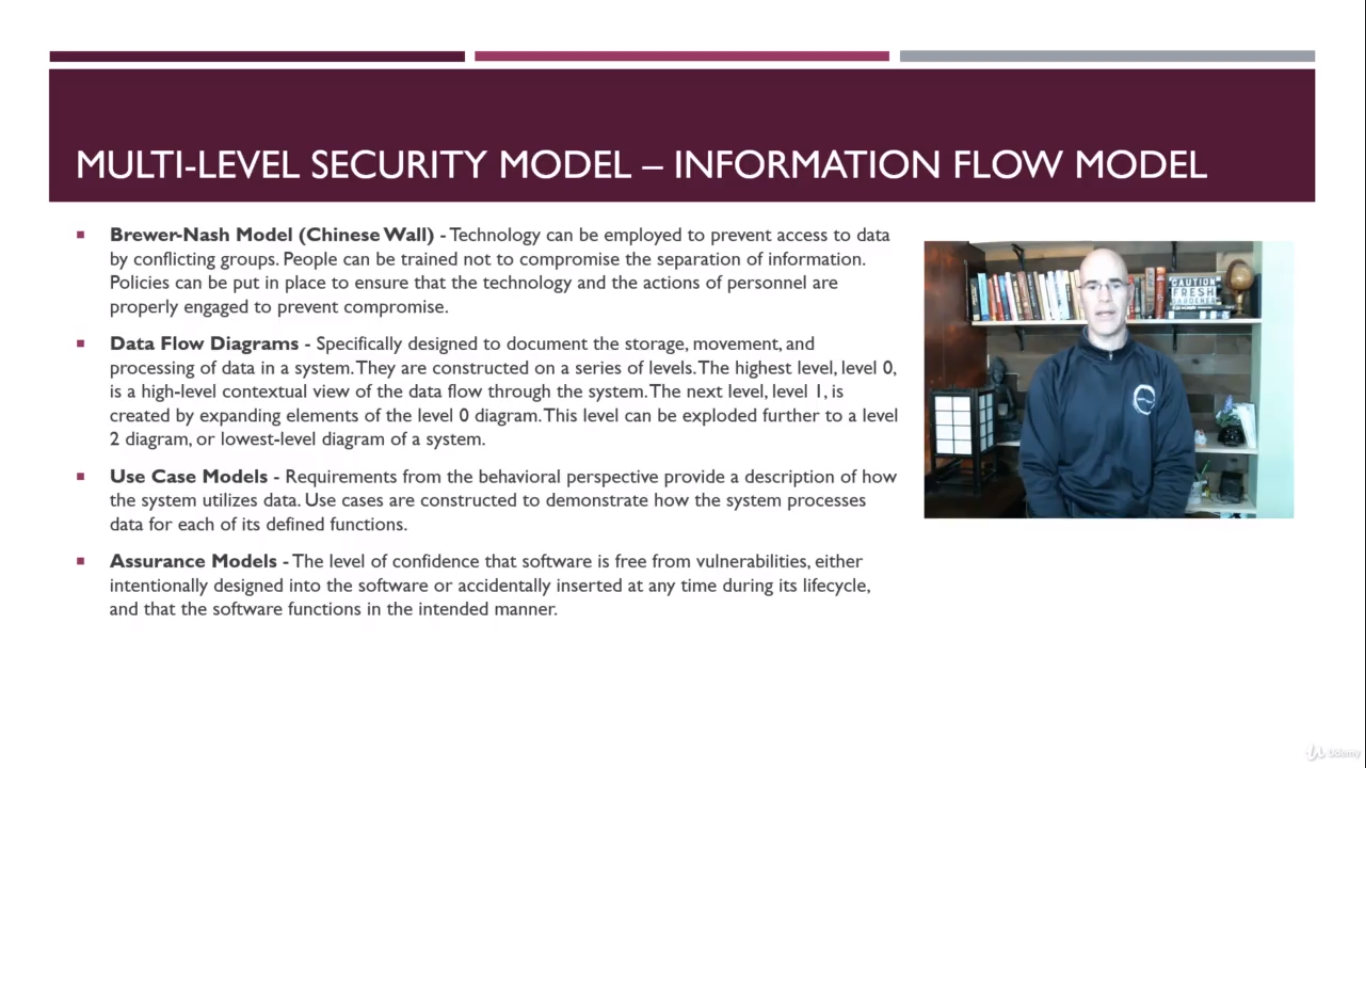 MULTI-LEVEL SECURITY MODEL – INFORMATION FLOW MODEL
Brewer-Nash Model (Chinese Wall) - Technology can be employed to prevent access to data
by conflicting groups. People can be trained not to compromise the separation of information.
Policies can be put in place to ensure that the technology and the actions of personnel are
properly engaged to prevent compromise.
Data Flow Diagrams - Specifically designed to document the storage, movement, and
processing of data in a system. They are constructed on a series of levels. The highest level, level 0,
is a high-level contextual view of the data flow through the system. The next level, level 1, is
created by expanding elements of the level 0 diagram. This level can be exploded further to a level
2 diagram, or lowest-level diagram of a system.
Use Case Models - Requirements from the behavioral perspective provide a description of how
the system utilizes data. Use cases are constructed to demonstrate how the system processes
data for each of its defined functions.
Assurance Models - The level of confidence that software is free from vulnerabilities, either
intentionally designed into the software or accidentally inserted at any time during its lifecycle,
and that the software functions in the intended manner.
CAUTION
FRESH
Udemy